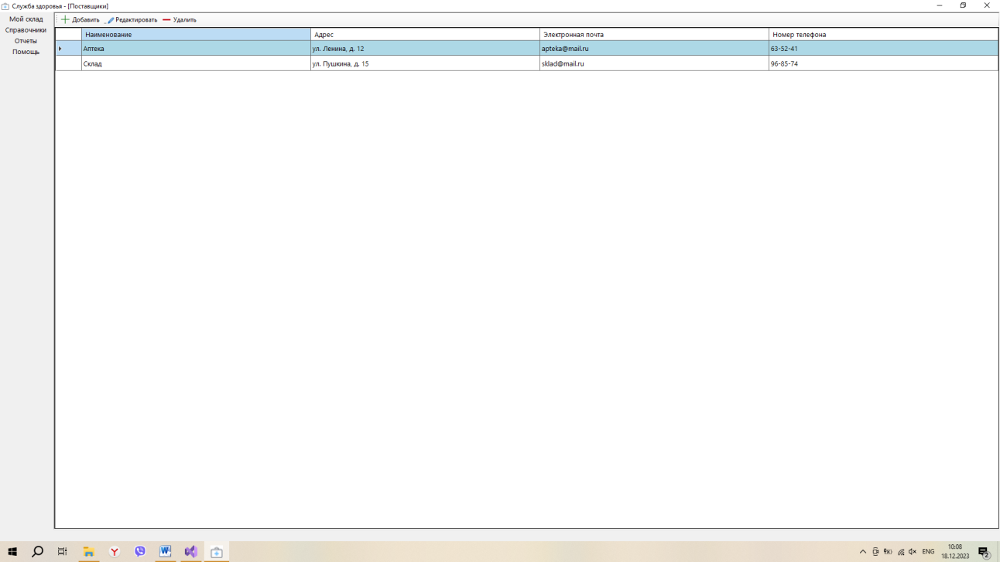 Служба здоровья - [Поставщики]
Мой склад
Справочники
Отчеты
Помощь
Добавить Редактировать Удалить
Наименование Адрес Электронная почта Номер телефона
Аптека ул. Ленина, д. 12 apteka@mail.ru 63-52-41
Склад ул. Пушкина, д. 15 sklad@mail.ru 96-85-74
ENG
10:08
18.12.2023
2